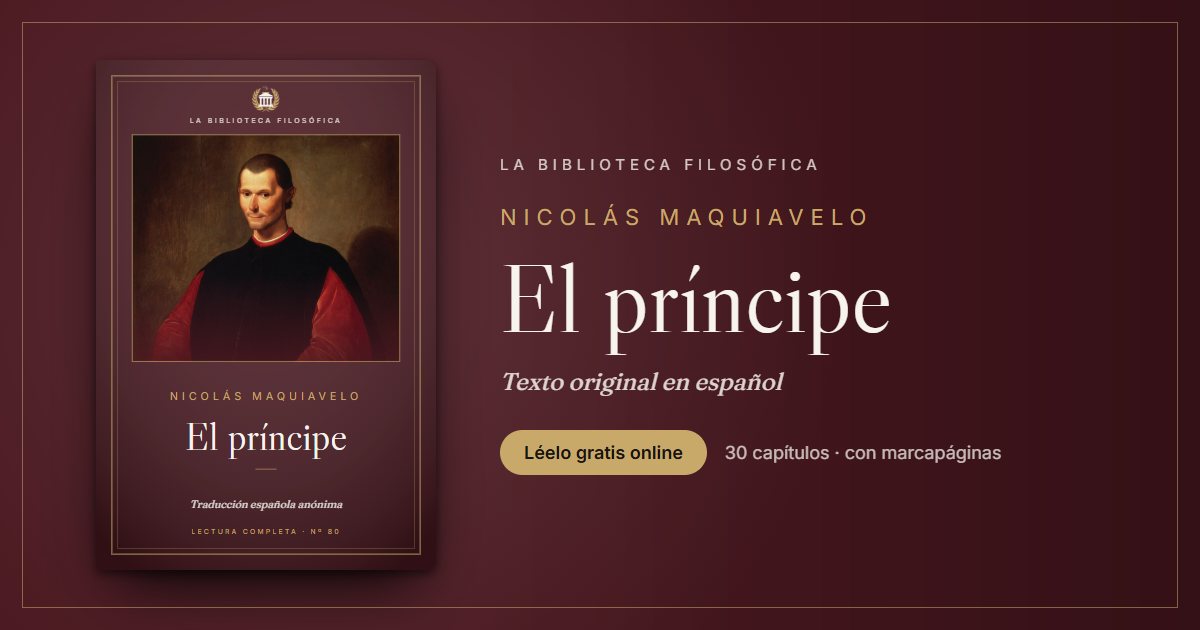 LA BIBLIOTECA FILOSÓFICA
NICOLÁS MAQUIAVELO
El príncipe
Traducción española anónima
LECTURA COMPLETA · Nº 80
LA BIBLIOTECA FILOSÓFICA
NICOLÁS MAQUIAVELO
El príncipe
Texto original en español
Léelo gratis online
30 capítulos · con marcapáginas